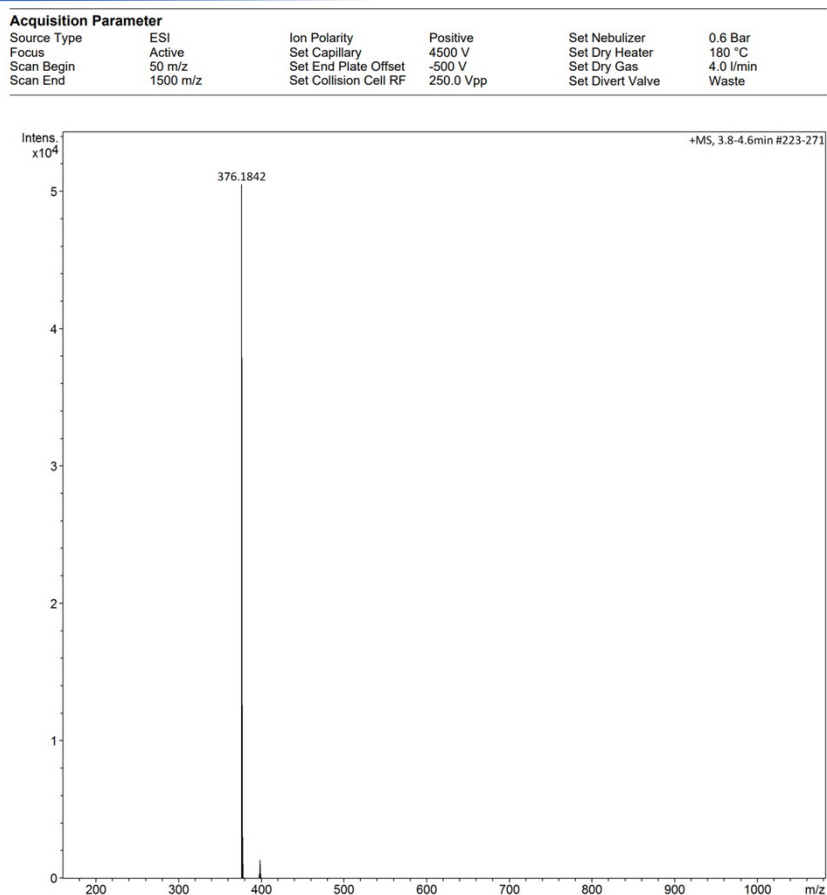 Acquisition Parameter
Source Type ESI Ion Polarity Positive Set Nebulizer 0.6 Bar
Focus Active Set Capillary 4500 V Set Dry Heater 180 °C
Scan Begin 50 m/z Set End Plate Offset -500 V Set Dry Gas 4.0 l/min
Scan End 1500 m/z Set Collision Cell RF 250.0 Vpp Set Divert Valve Waste
Intens. +MS, 3.8-4.6min #223-271
x10⁴
376.1842
5
4
3
2
1
0
200 300 400 500 600 700 800 900 1000 m/z